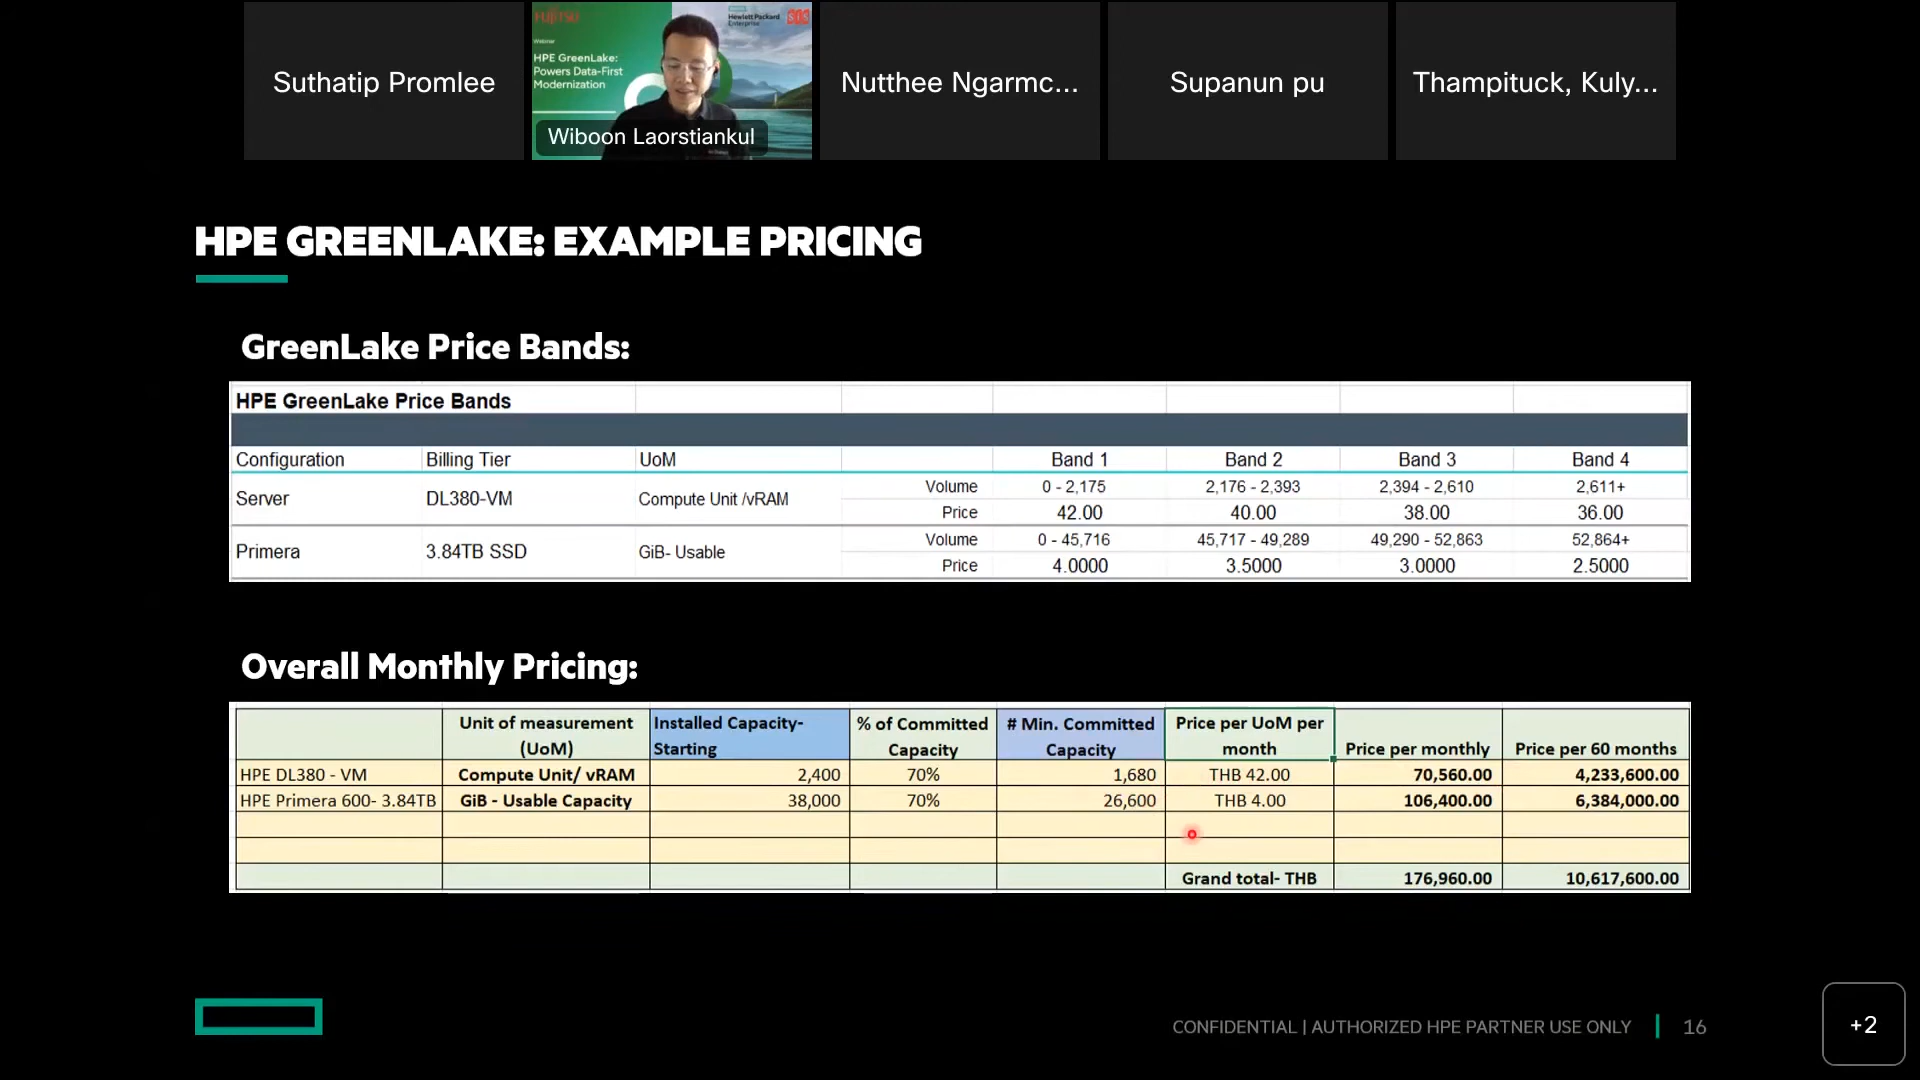 Suthatip Promlee
FUJITSU
Hewlett Packard
Enterprise
Webinar
HPE GreenLake:
Powers Data-First
Modernization
Wiboon Laorstiankul
Nutthee Ngarmc...
Supanun pu
Thampituck, Kuly...
HPE GREENLAKE: EXAMPLE PRICING
GreenLake Price Bands:
HPE GreenLake Price Bands
Configuration Billing Tier UoM Band 1 Band 2 Band 3 Band 4
Server DL380-VM Compute Unit /vRAM Volume 0 - 2,175 2,176 - 2,393 2,394 - 2,610 2,611+
Price 42.00 40.00 38.00 36.00
Primera 3.84TB SSD GiB- Usable Volume 0 - 45,716 45,717 - 49,289 49,290 - 52,863 52,864+
Price 4.0000 3.5000 3.0000 2.5000
Overall Monthly Pricing:
Unit of measurement (UoM) Installed Capacity- Starting % of Committed Capacity # Min. Committed Capacity Price per UoM per month Price per monthly Price per 60 months
HPE DL380 - VM Compute Unit/ vRAM 2,400 70% 1,680 THB 42.00 70,560.00 4,233,600.00
HPE Primera 600- 3.84TB GiB - Usable Capacity 38,000 70% 26,600 THB 4.00 106,400.00 6,384,000.00
Grand total- THB 176,960.00 10,617,600.00
CONFIDENTIAL | AUTHORIZED HPE PARTNER USE ONLY 16
+2